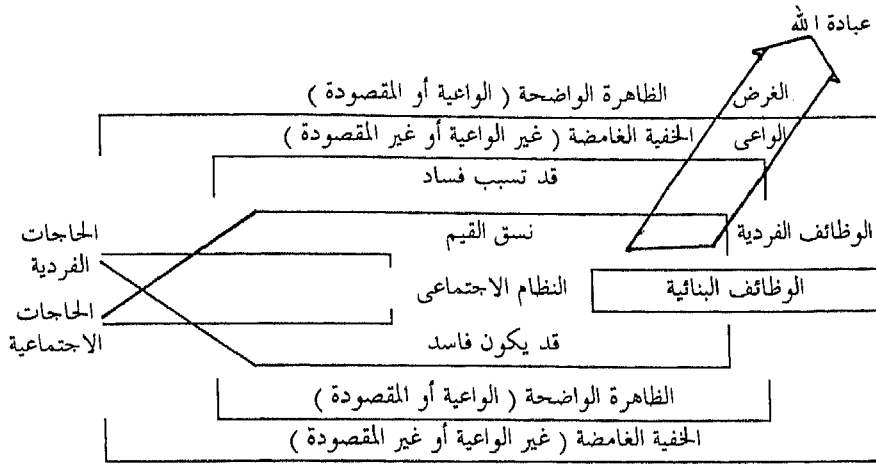 عبادة الله
الغرض الظاهرة الواضحة ( الواعية أو المقصودة )
الواعى الخفية الغامضة ( غير الواعية أو غير المقصودة )
قد تسبب فساد
الحاجات الفردية
نسق القيم
الوظائف الفردية
النظام الاجتماعى
الوظائف البنائية
الحاجات الاجتماعية
قد يكون فاسد
الظاهرة الواضحة ( الواعية أو المقصودة )
الخفية الغامضة ( غير الواعية أو غير المقصودة )